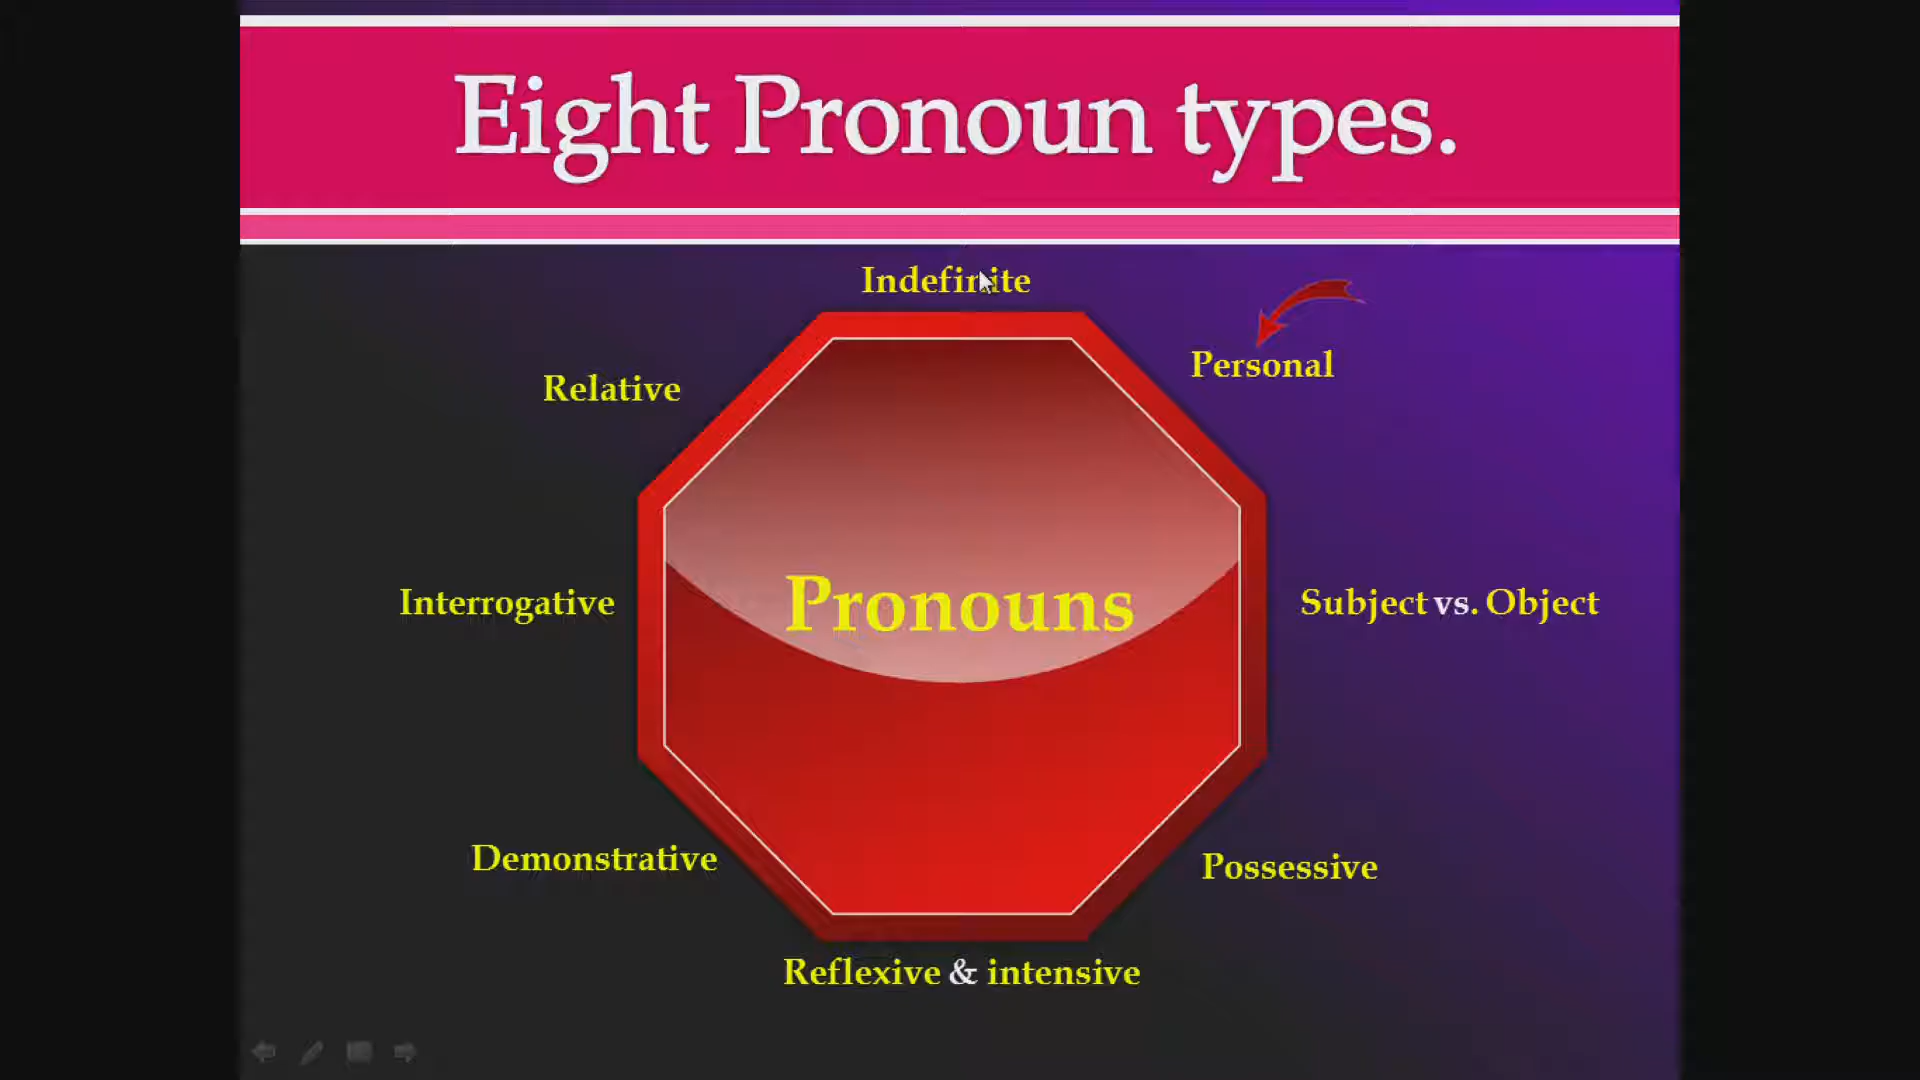 Eight Pronoun types.
Indefinite
Personal
Relative
Pronouns
Interrogative
Subject vs. Object
Demonstrative
Possessive
Reflexive & intensive